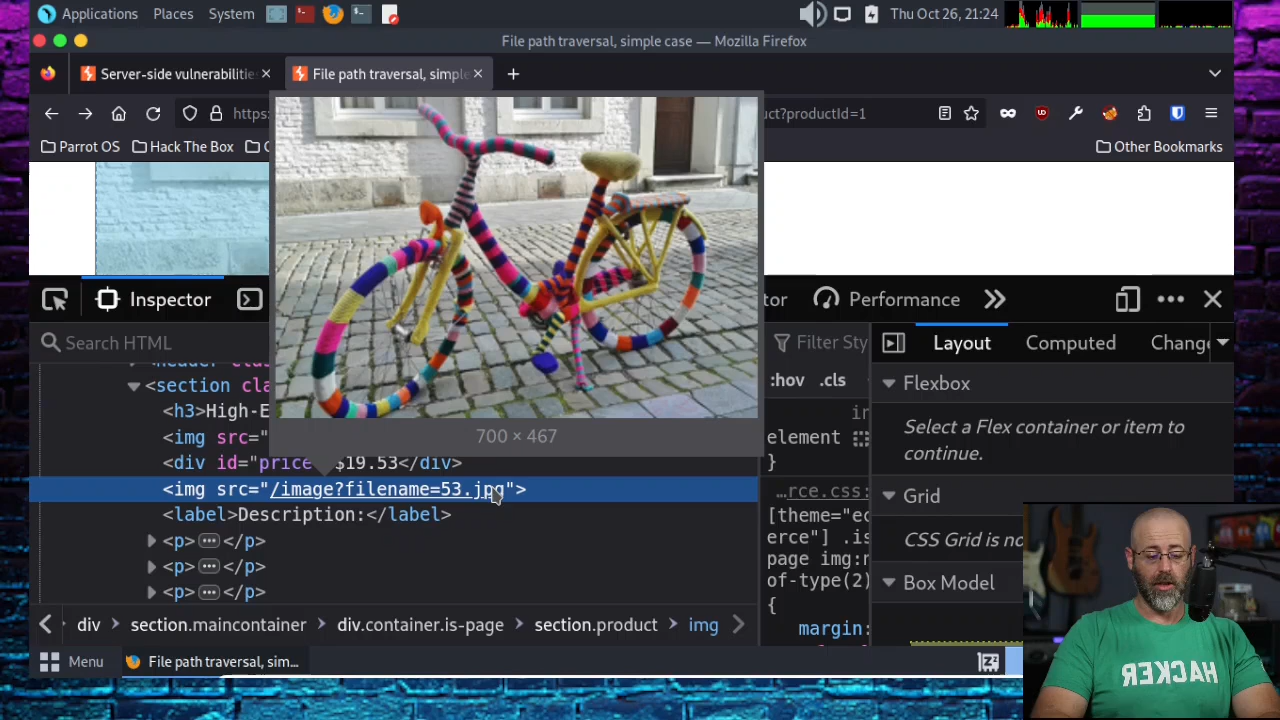 Applications Places System Thu Oct 26, 21:24
File path traversal, simple case — Mozilla Firefox
Server-side vulnerabilities File path traversal, simple
https: ct?productId=1
Parrot OS Hack The Box Other Bookmarks
Inspector tor Performance
Search HTML Filter Sty Layout Computed Chang
<section cla :hov .cls Flexbox
<h3>High-E in Select a Flex container or item to
<img src=" element continue.
<div id="price $19.53</div> }
<img src="/image?filename=53.jpg"> …rce.css: Grid
<label>Description:</label> [theme="ec
<p> </p> erce"] .is CSS Grid is no
page img:n
<p> </p> of-type(2) Box Model
<p> </p> {
div section.maincontainer div.container.is-page section.product img margin:
Menu File path traversal, sim…
700 × 467
HACKER